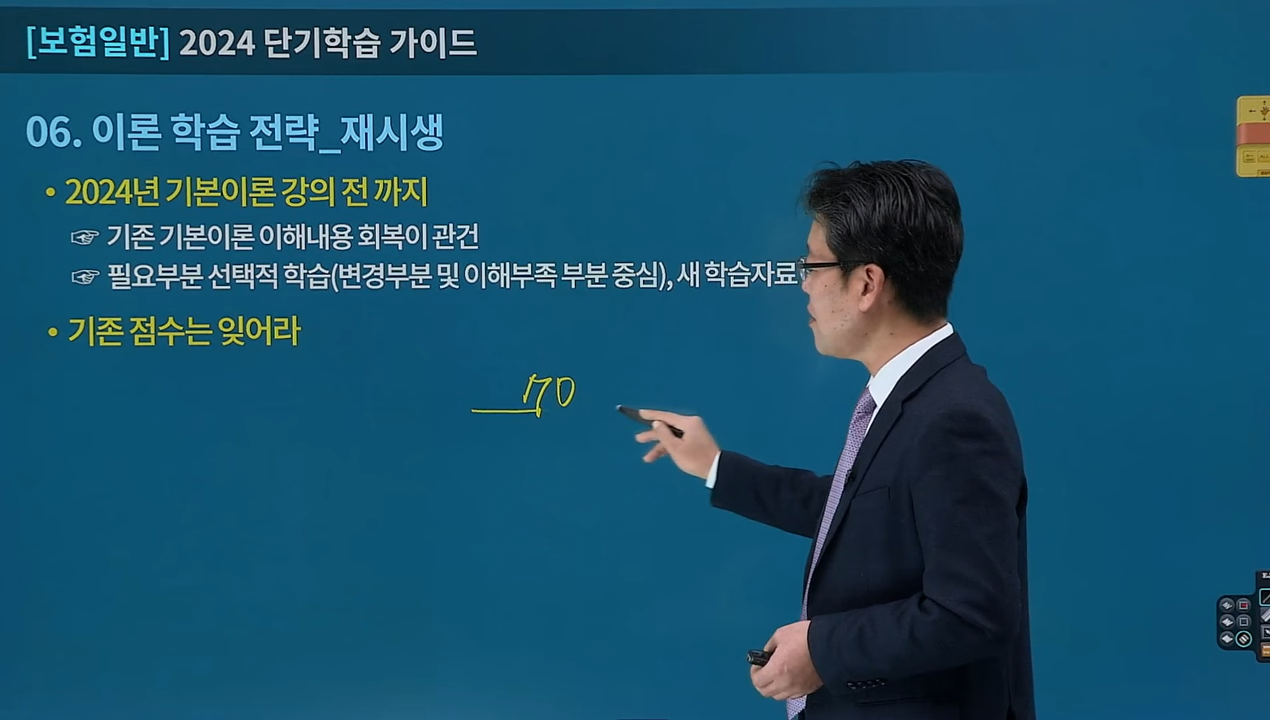 [보험일반] 2024 단기학습 가이드
06. 이론 학습 전략_재시생
• 2024년 기본이론 강의 전 까지
☞ 기존 기본이론 이해내용 회복이 관건
☞ 필요부분 선택적 학습(변경부분 및 이해부족 부분 중심), 새 학습자료
• 기존 점수는 잊어라
70